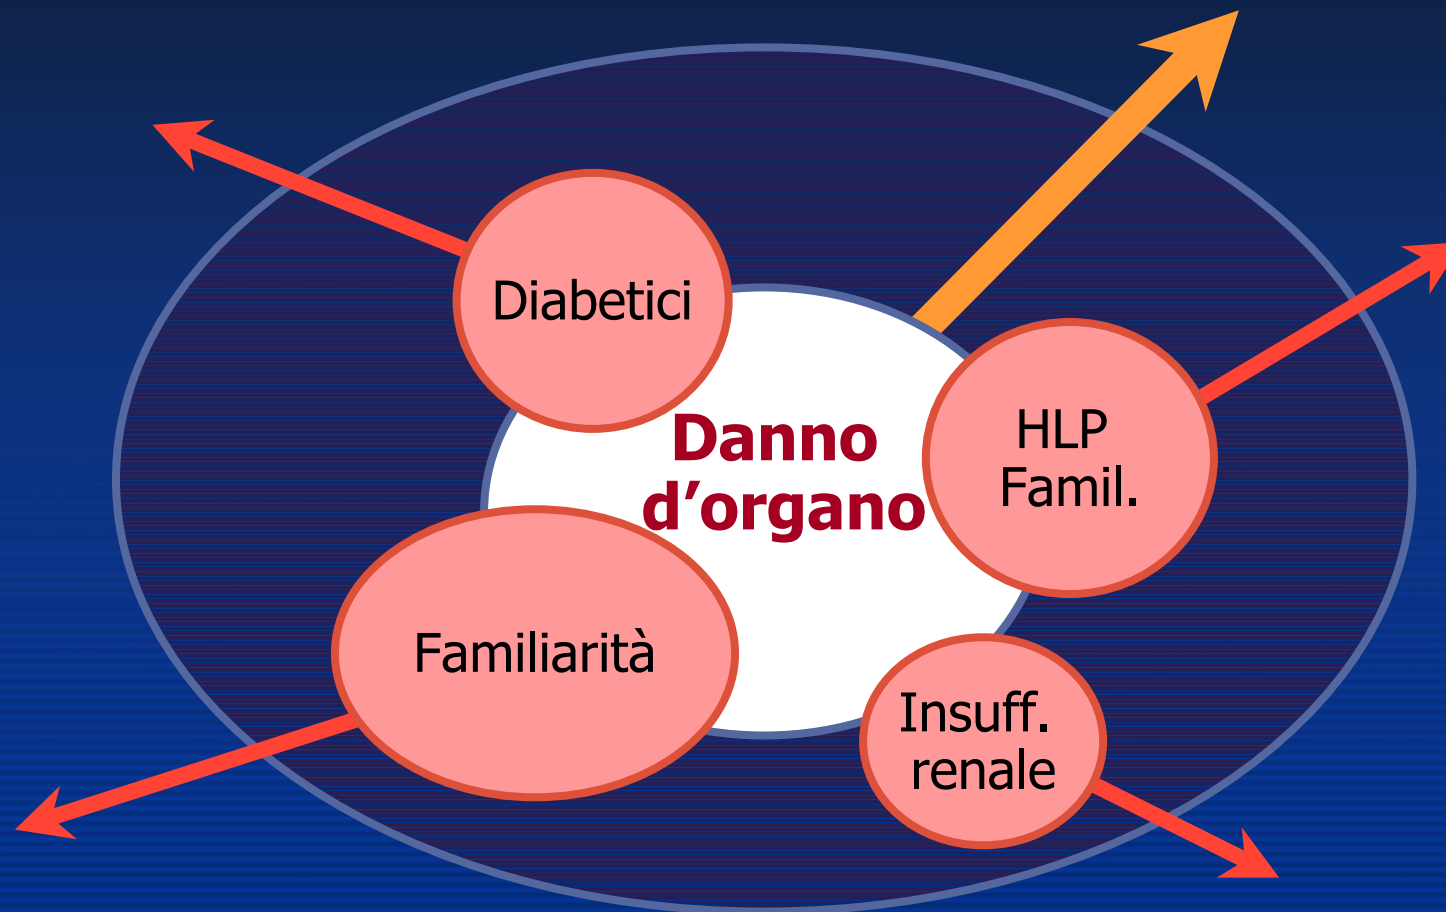 Diabetici
Danno
d’organo
HLP
Famil.
Familiarità
Insuff.
renale